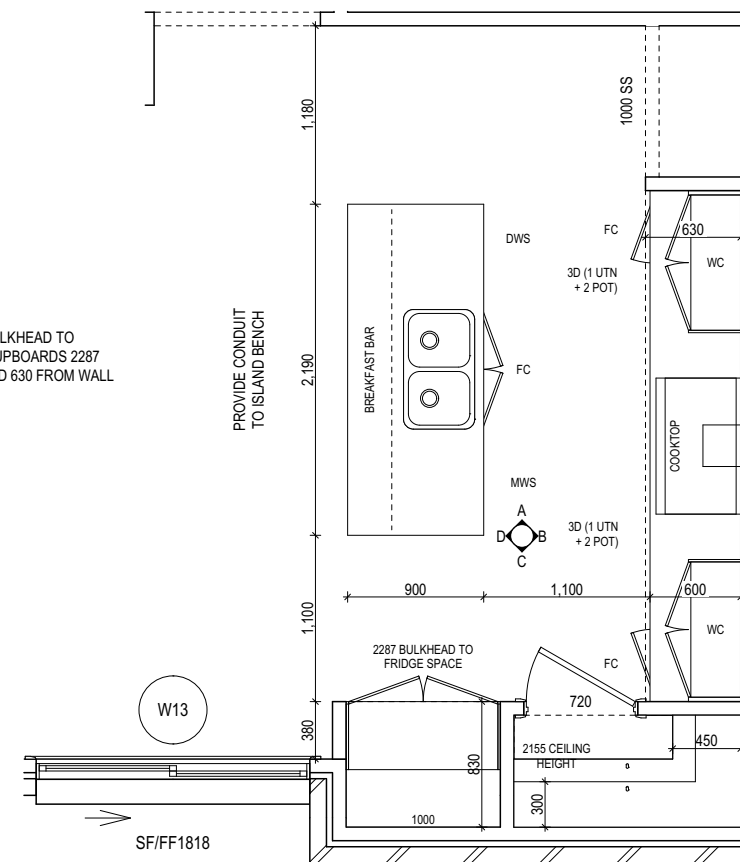 1,180
1000 SS
DWS
FC
630
WC
3D (1 UTN
+ 2 POT)
LKHEAD TO
UPBOARDS 2287
D 630 FROM WALL
PROVIDE CONDUIT
TO ISLAND BENCH
2,190
BREAKFAST BAR
FC
COOKTOP
MWS
A
D
B
C
3D (1 UTN
+ 2 POT)
900
1,100
600
1,100
2287 BULKHEAD TO
FRIDGE SPACE
FC
WC
720
W13
380
830
2155 CEILING
HEIGHT
450
300
1000
SF/FF1818